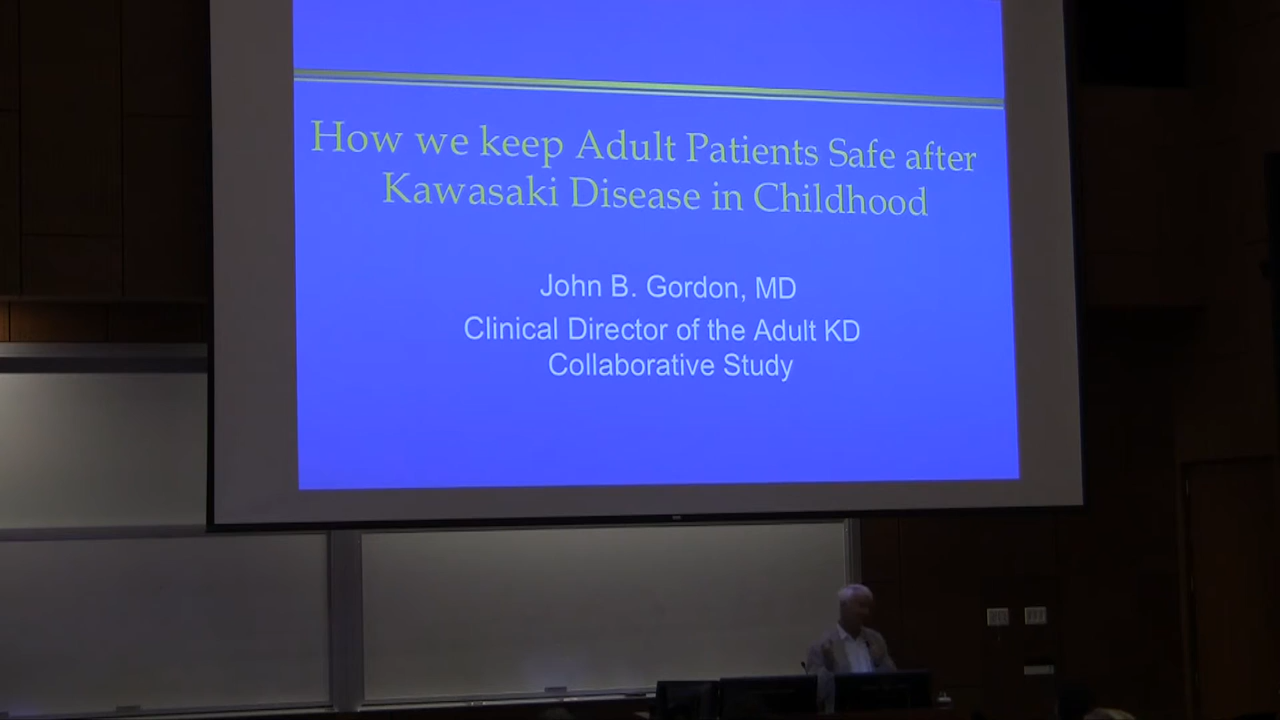 How we keep Adult Patients Safe after
Kawasaki Disease in Childhood
John B. Gordon, MD
Clinical Director of the Adult KD
Collaborative Study